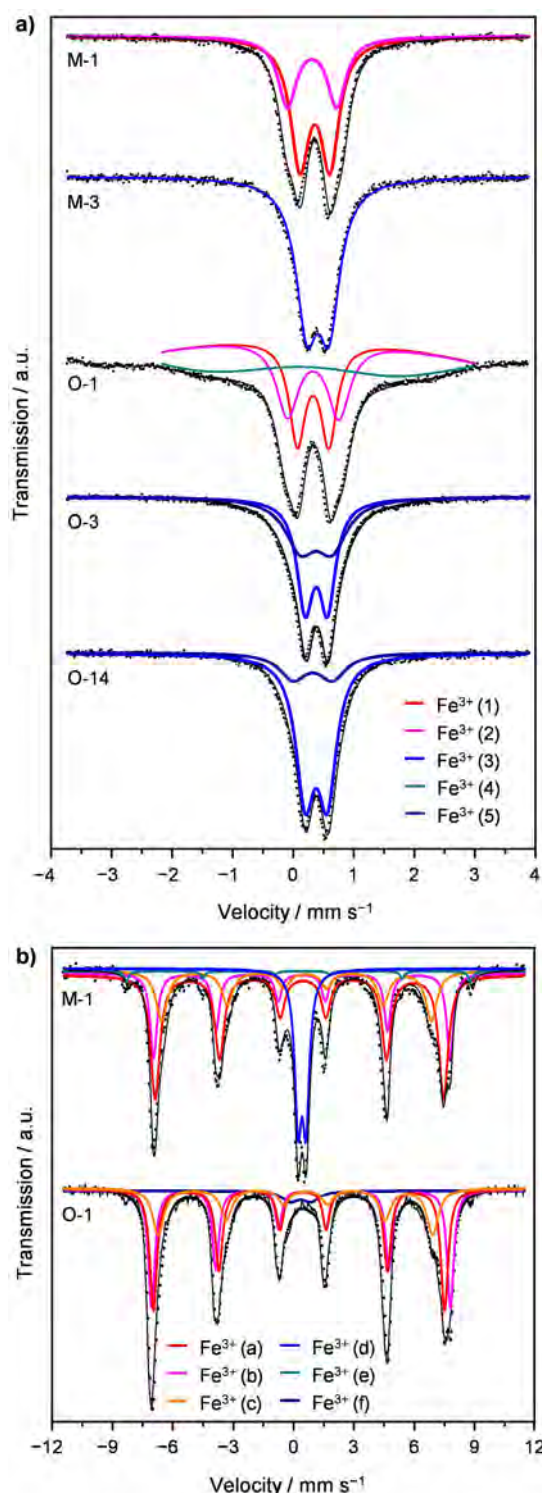 a)
M-1
M-3
O-1
O-3
O-14
Fe³⁺ (1)
Fe³⁺ (2)
Fe³⁺ (3)
Fe³⁺ (4)
Fe³⁺ (5)
Transmission / a.u.
−4 −3 −2 −1 0 1 2 3 4
Velocity / mm s⁻¹
b)
M-1
O-1
Fe³⁺ (a) Fe³⁺ (d)
Fe³⁺ (b) Fe³⁺ (e)
Fe³⁺ (c) Fe³⁺ (f)
Transmission / a.u.
−12 −9 −6 −3 0 3 6 9 12
Velocity / mm s⁻¹